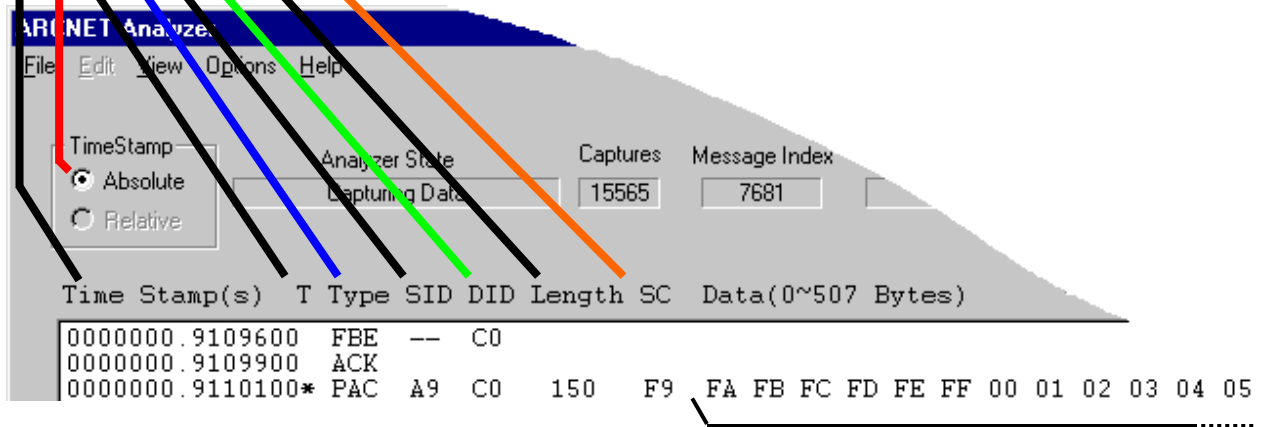 ARCNET Analyzer
File Edit View Options Help
TimeStamp
Absolute
Relative
Analyzer State
Capturing Data
Captures
15565
Message Index
7681
Time Stamp(s) T Type SID DID Length SC Data(0~507 Bytes)
0000000.9109600 FBE -- C0
0000000.9109900 ACK
0000000.9110100* PAC A9 C0 150 F9 FA FB FC FD FE FF 00 01 02 03 04 05